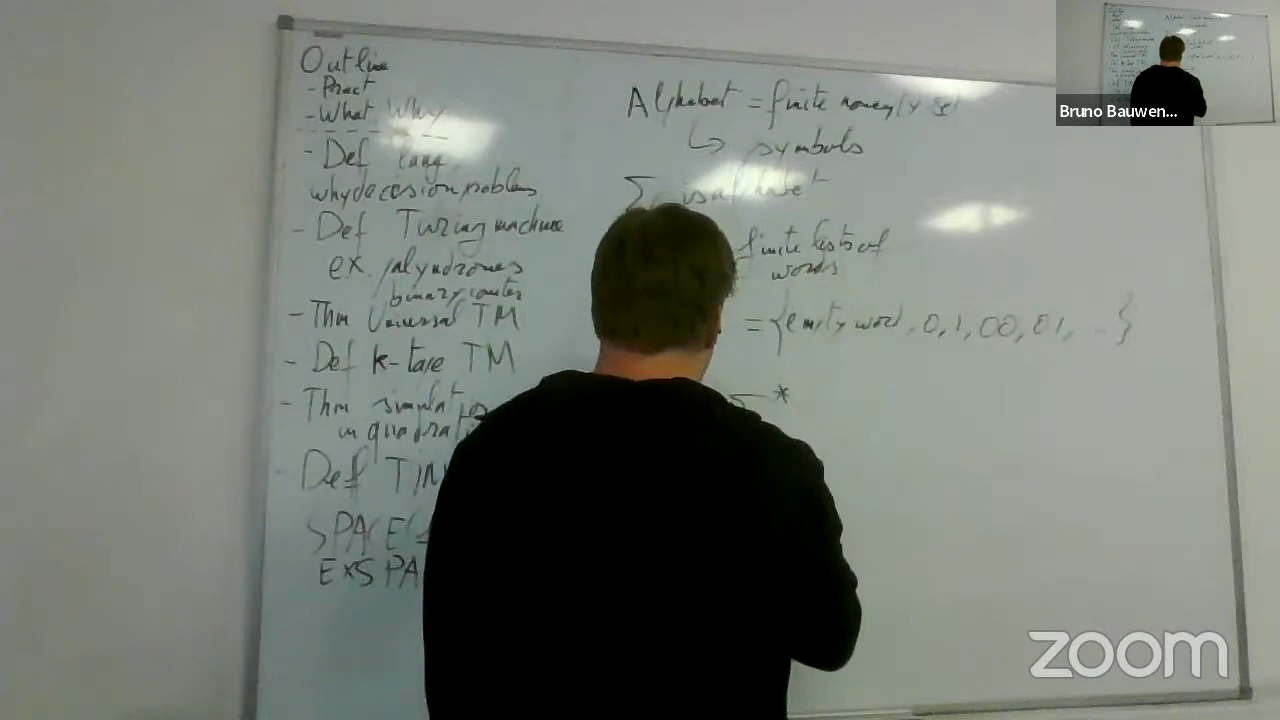 Outline
- Pract
- What Why
- Def lang
why decision problems
- Def Turing machine
ex. palyndromes
binary counter
- Thm Universal TM
- Def k-tape TM
- Thm simulat
in quadrat
- Def TIM
SPACE(
EXSPA
Alphabet = finite nonempty set
↳ symbols
Σ is alphabet
finite lists of
words
= {empty word, 0, 1, 00, 01, ... }
*
Bruno Bauwen...
zoom